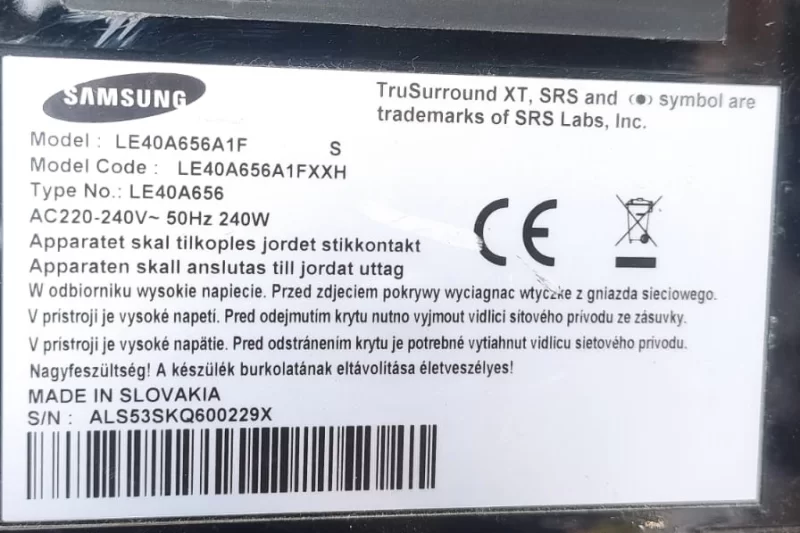 SAMSUNG
TruSurround XT, SRS and (●) symbol are
trademarks of SRS Labs, Inc.
Model : LE40A656A1F S
Model Code : LE40A656A1FXXH
Type No.: LE40A656
AC220-240V~ 50Hz 240W
Apparatet skal tilkoples jordet stikkontakt
Apparaten skall anslutas till jordat uttag
W odbiorniku wysokie napiecie. Przed zdjeciem pokrywy wyciagnac wtyczke z gniazda sieciowego.
V prístroji je vysoké napetí. Pred odejmutím krytu nutno vyjmout vidlici sítového prívodu ze zásuvky.
V prístroji je vysoké napätie. Pred odstránením krytu je potrebné vytiahnut vidlicu sietového prívodu.
Nagyfeszültség! A készülék burkolatának eltávolítása életveszélyes!
MADE IN SLOVAKIA
S/N : ALS53SKQ600229X
CE